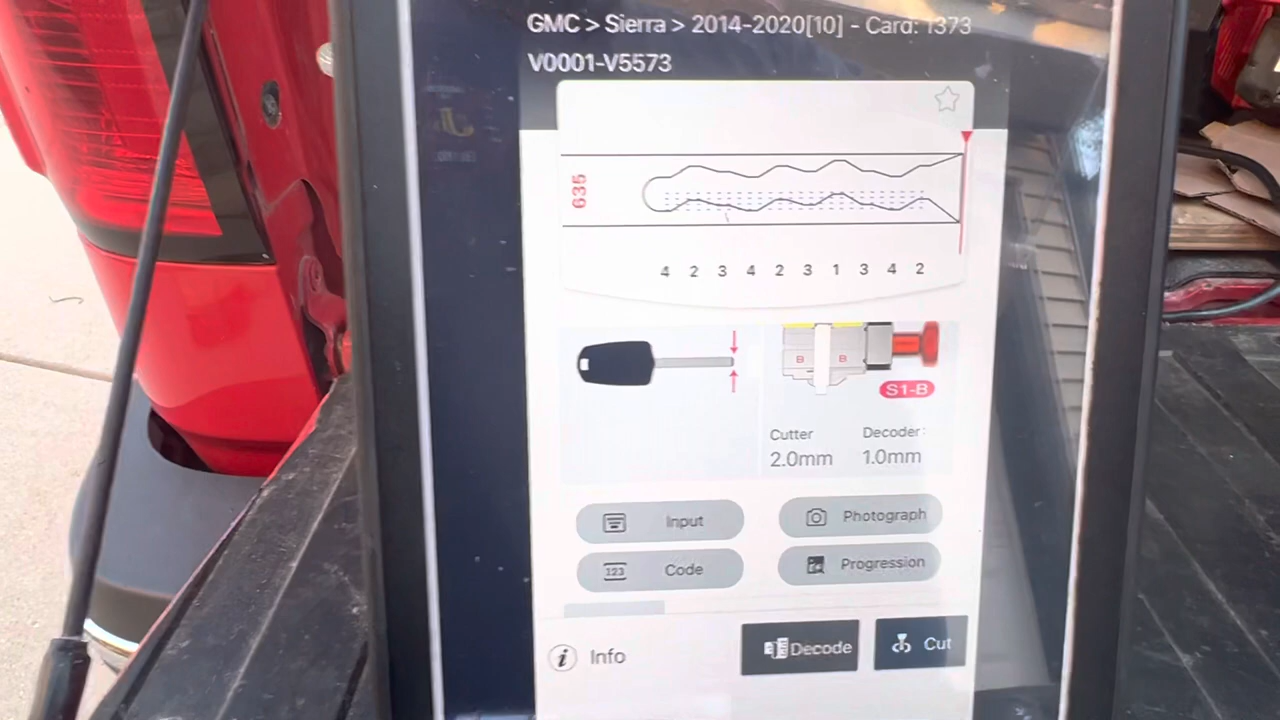 GMC > Sierra > 2014-2020[10] - Card: 1373
V0001-V5573
635
4 2 3 4 2 3 1 3 4 2
B B
S1-B
Cutter Decoder:
2.0mm 1.0mm
Input Photograph
123 Code Progression
i Info Decode Cut